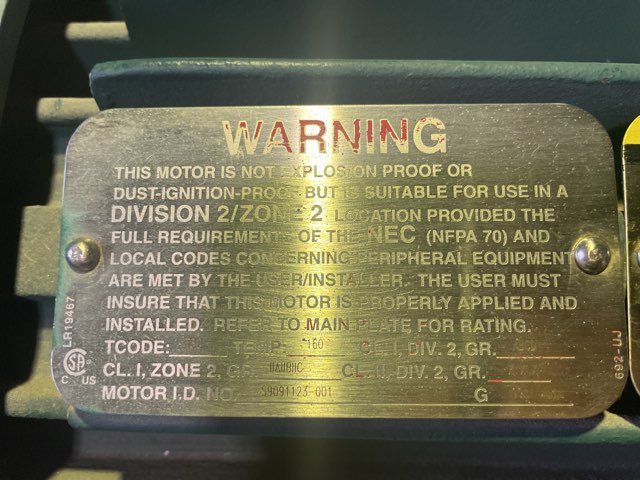 WARNING
THIS MOTOR IS NOT EXPLOSION PROOF OR
DUST-IGNITION-PROOF BUT IS SUITABLE FOR USE IN A
DIVISION 2/ZONE 2 LOCATION PROVIDED THE
FULL REQUIREMENTS OF THE NEC (NFPA 70) AND
LOCAL CODES CONCERNING PERIPHERAL EQUIPMENT
ARE MET BY THE USER/INSTALLER. THE USER MUST
INSURE THAT THIS MOTOR IS PROPERLY APPLIED AND
INSTALLED. REFER TO MAIN PLATE FOR RATING.
TCODE: TEMP. 160 CL. I, DIV. 2, GR.
CL. I, ZONE 2, CL. II, DIV. 2, GR.
MOTOR I.D. NO S9091123-001 G
LR19467
C US
692-UJ